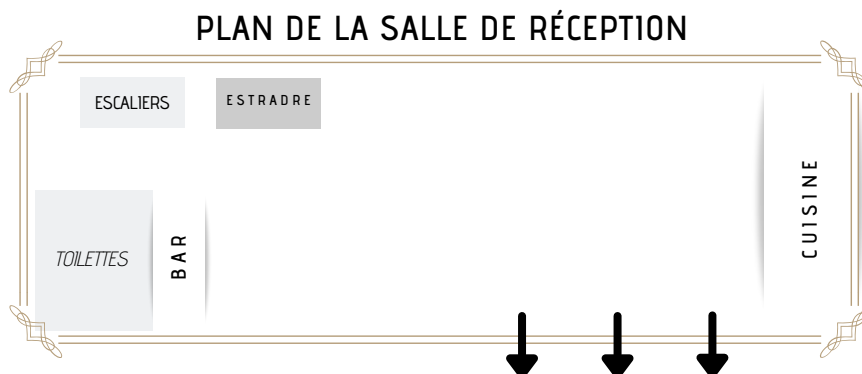 PLAN DE LA SALLE DE RÉCEPTION
ESCALIERS
ESTRADRE
TOILETTES
BAR
CUISINE